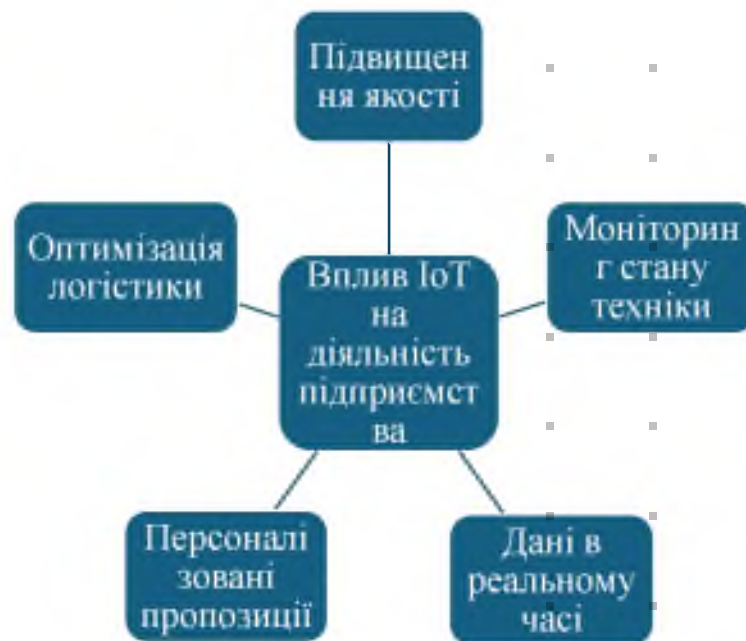 Підвищен
ня якості
Оптимізація
логістики
Моніторин
г стану
техніки
Вплив ІоТ
на
діяльність
підприємст
ва
Персоналі
зовані
пропозиції
Дані в
реальному
часі